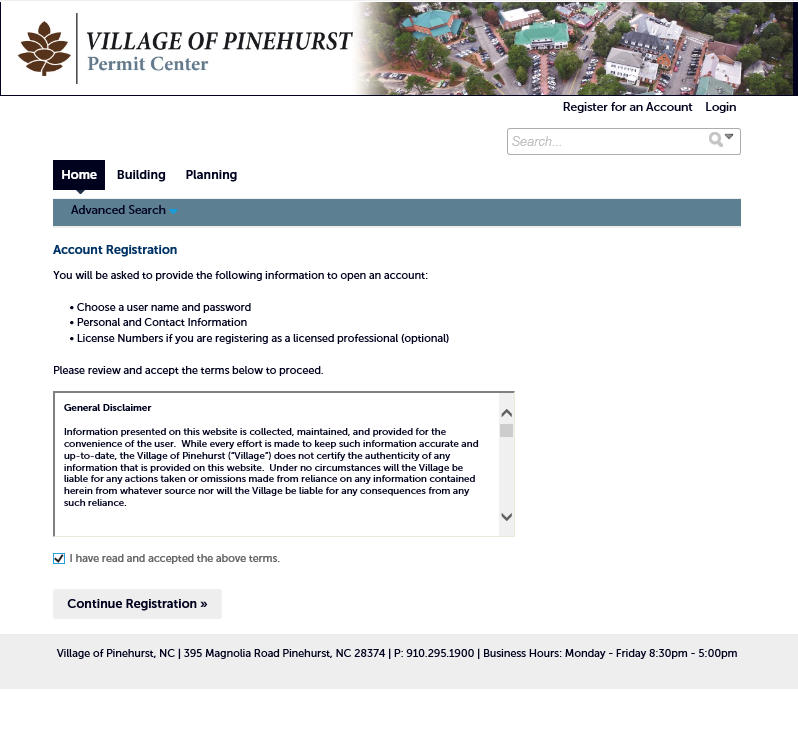 VILLAGE OF PINEHURST
Permit Center
Register for an Account Login
Search...
Home Building Planning
Advanced Search
Account Registration
You will be asked to provide the following information to open an account:
• Choose a user name and password
• Personal and Contact Information
• License Numbers if you are registering as a licensed professional (optional)
Please review and accept the terms below to proceed.
General Disclaimer
Information presented on this website is collected, maintained, and provided for the
convenience of the user. While every effort is made to keep such information accurate and
up-to-date, the Village of Pinehurst ("Village") does not certify the authenticity of any
information that is provided on this website. Under no circumstances will the Village be
liable for any actions taken or omissions made from reliance on any information contained
herein from whatever source nor will the Village be liable for any consequences from any
such reliance.
I have read and accepted the above terms.
Continue Registration »
Village of Pinehurst, NC | 395 Magnolia Road Pinehurst, NC 28374 | P: 910.295.1900 | Business Hours: Monday - Friday 8:30pm - 5:00pm